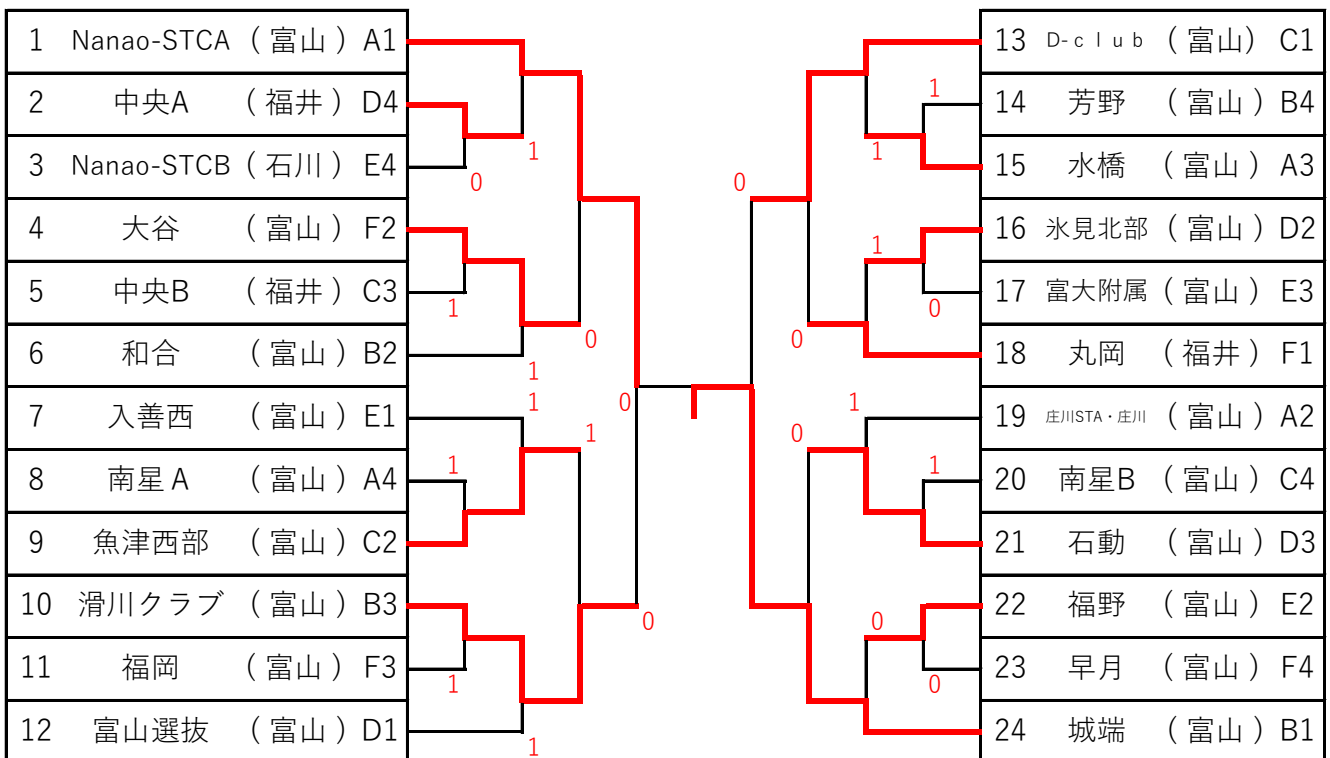 1 Nanao-STCA (富山) A1
2 中央A (福井) D4
3 Nanao-STCB (石川) E4
4 大谷 (富山) F2
5 中央B (福井) C3
6 和合 (富山) B2
7 入善西 (富山) E1
8 南星A (富山) A4
9 魚津西部 (富山) C2
10 滑川クラブ (富山) B3
11 福岡 (富山) F3
12 富山選抜 (富山) D1
1
0
1
0
1
1
1
1
0
0
1
1
0
0
1
1
1
0
0
1
1
0
0
0
13 D-club (富山) C1
14 芳野 (富山) B4
15 水橋 (富山) A3
16 氷見北部 (富山) D2
17 富大附属 (富山) E3
18 丸岡 (福井) F1
19 庄川STA・庄川 (富山) A2
20 南星B (富山) C4
21 石動 (富山) D3
22 福野 (富山) E2
23 早月 (富山) F4
24 城端 (富山) B1